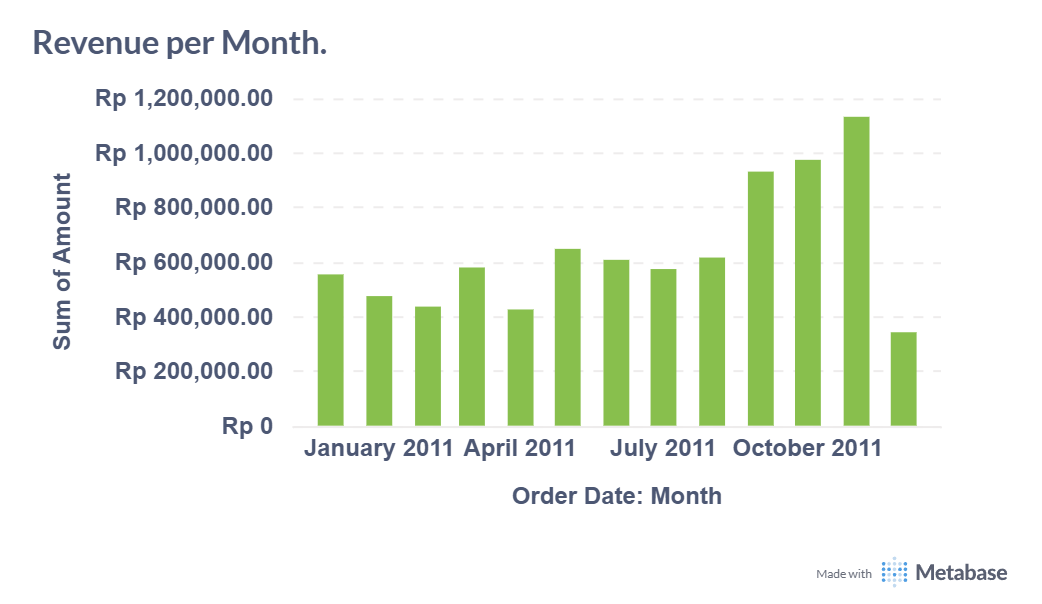 Revenue per Month.
Rp 1,200,000.00
Rp 1,000,000.00
Rp 800,000.00
Rp 600,000.00
Rp 400,000.00
Rp 200,000.00
Rp 0
Sum of Amount
January 2011 April 2011 July 2011 October 2011
Order Date: Month
Made with Metabase